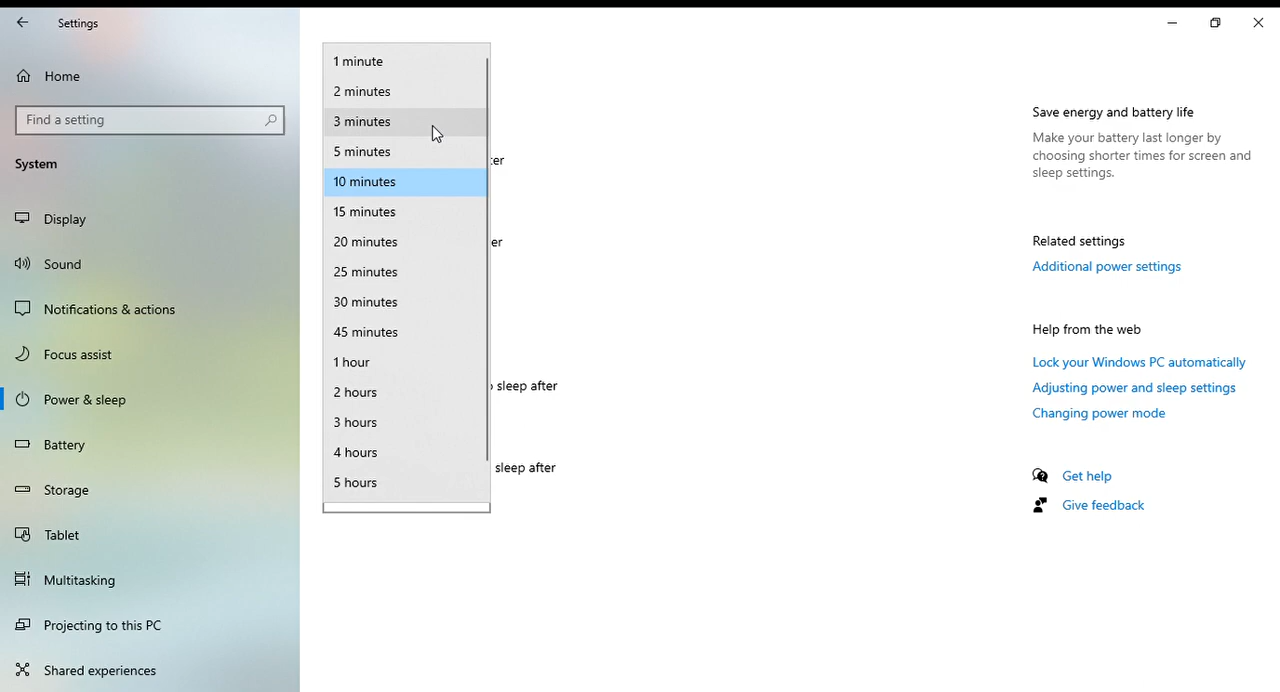 Settings
Home
Find a setting
System
Display
Sound
Notifications & actions
Focus assist
Power & sleep
Battery
Storage
Tablet
Multitasking
Projecting to this PC
Shared experiences
1 minute
2 minutes
3 minutes
5 minutes
10 minutes
15 minutes
20 minutes
25 minutes
30 minutes
45 minutes
1 hour
2 hours
3 hours
4 hours
5 hours
sleep after
sleep after
Save energy and battery life
Make your battery last longer by
choosing shorter times for screen and
sleep settings.
Related settings
Additional power settings
Help from the web
Lock your Windows PC automatically
Adjusting power and sleep settings
Changing power mode
Get help
Give feedback